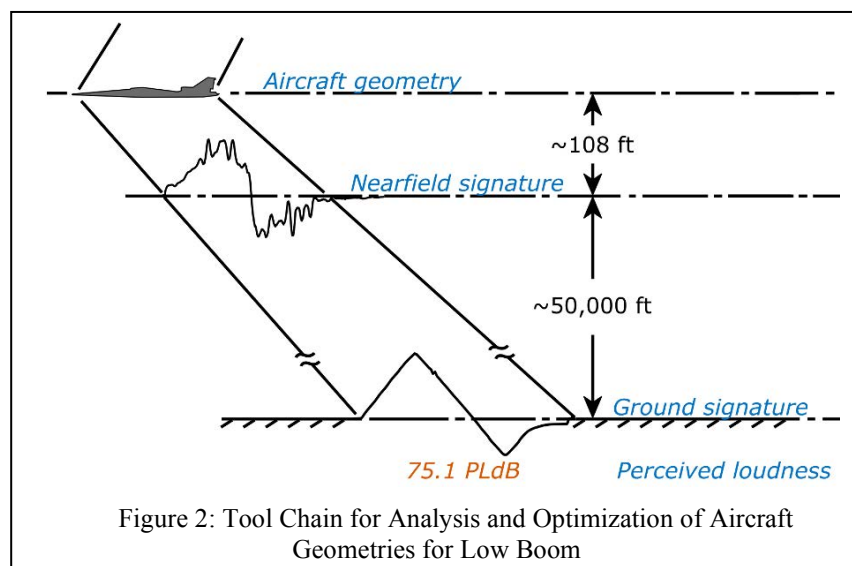 Aircraft geometry
~108 ft
Nearfield signature
~50,000 ft
Ground signature
75.1 PLdB
Perceived loudness
Figure 2: Tool Chain for Analysis and Optimization of Aircraft
Geometries for Low Boom